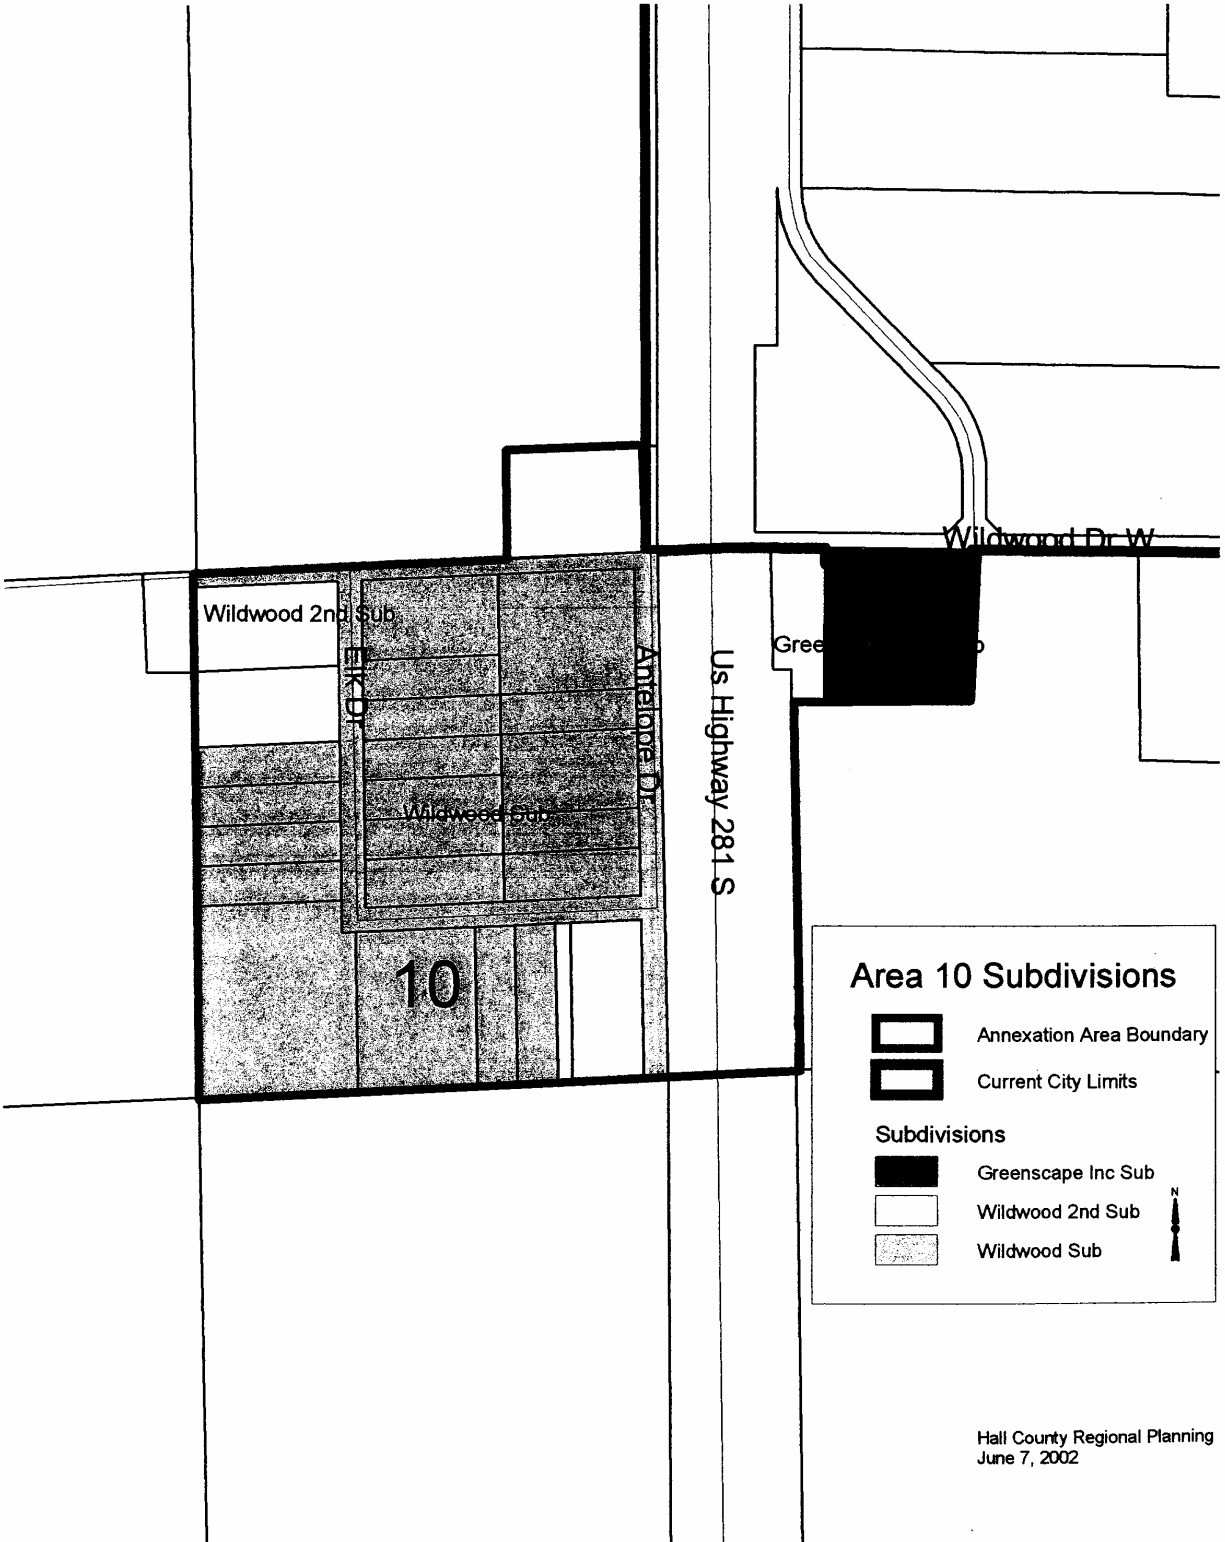 Wildwood Dr W
Wildwood 2nd Sub
Gree
Elk Dr
Antelope Dr
Us Highway 281 S
Wildwood Sub
10
Area 10 Subdivisions
Annexation Area Boundary
Current City Limits
Subdivisions
Greenscape Inc Sub
Wildwood 2nd Sub
Wildwood Sub
N
Hall County Regional Planning
June 7, 2002